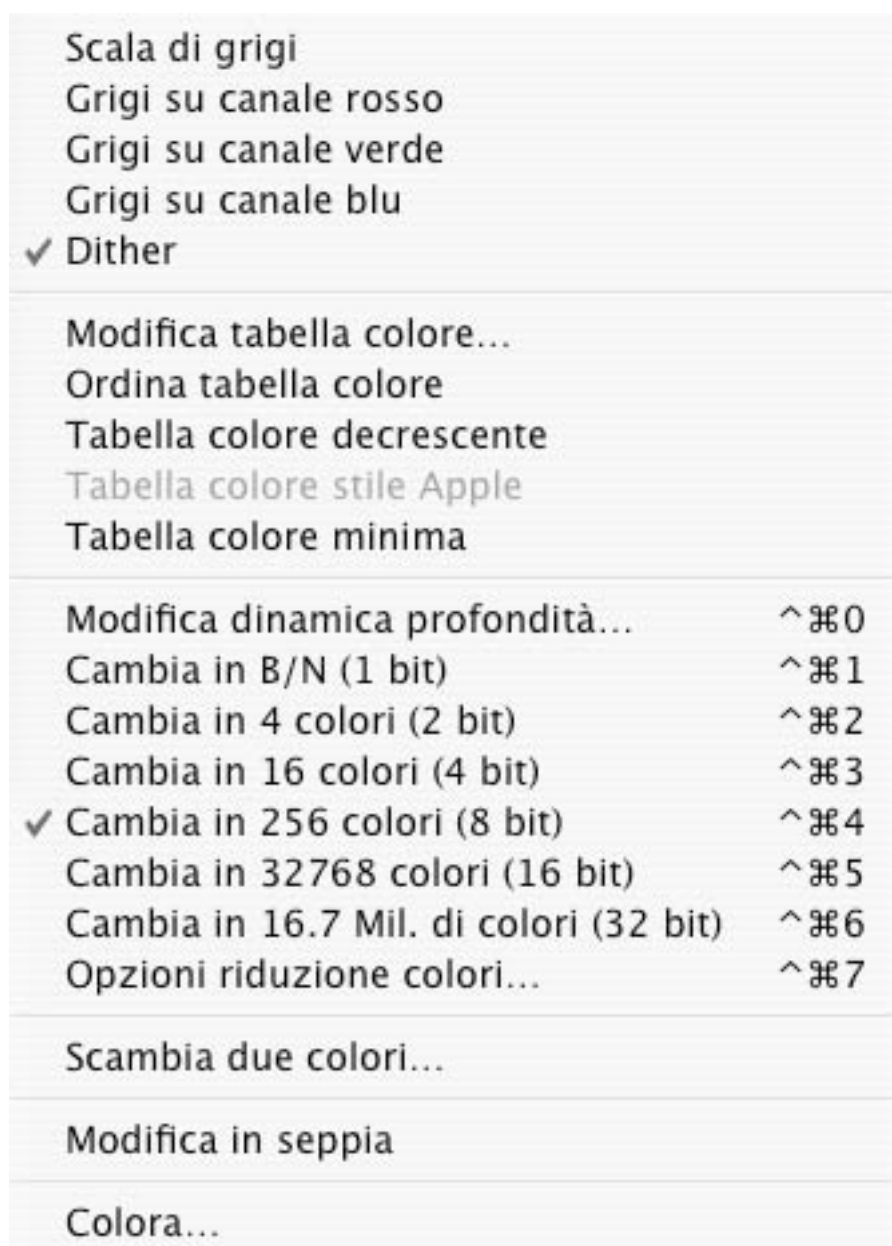 Scala di grigi
Grigi su canale rosso
Grigi su canale verde
Grigi su canale blu
✓ Dither
Modifica tabella colore...
Ordina tabella colore
Tabella colore decrescente
Tabella colore stile Apple
Tabella colore minima
Modifica dinamica profondità... ^⌘0
Cambia in B/N (1 bit) ^⌘1
Cambia in 4 colori (2 bit) ^⌘2
Cambia in 16 colori (4 bit) ^⌘3
✓ Cambia in 256 colori (8 bit) ^⌘4
Cambia in 32768 colori (16 bit) ^⌘5
Cambia in 16.7 Mil. di colori (32 bit) ^⌘6
Opzioni riduzione colori... ^⌘7
Scambia due colori...
Modifica in seppia
Colora...